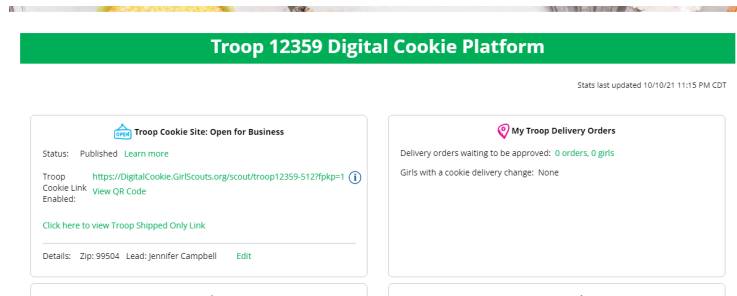 Troop 12359 Digital Cookie Platform
Stats last updated 10/10/21 11:15 PM CDT
OPEN Troop Cookie Site: Open for Business
Status: Published Learn more
Troop Cookie Link Enabled: https://DigitalCookie.GirlScouts.org/scout/troop12359-512?fpkp=1 i
View QR Code
Click here to view Troop Shipped Only Link
Details: Zip: 99504 Lead: Jennifer Campbell Edit
My Troop Delivery Orders
Delivery orders waiting to be approved: 0 orders, 0 girls
Girls with a cookie delivery change: None